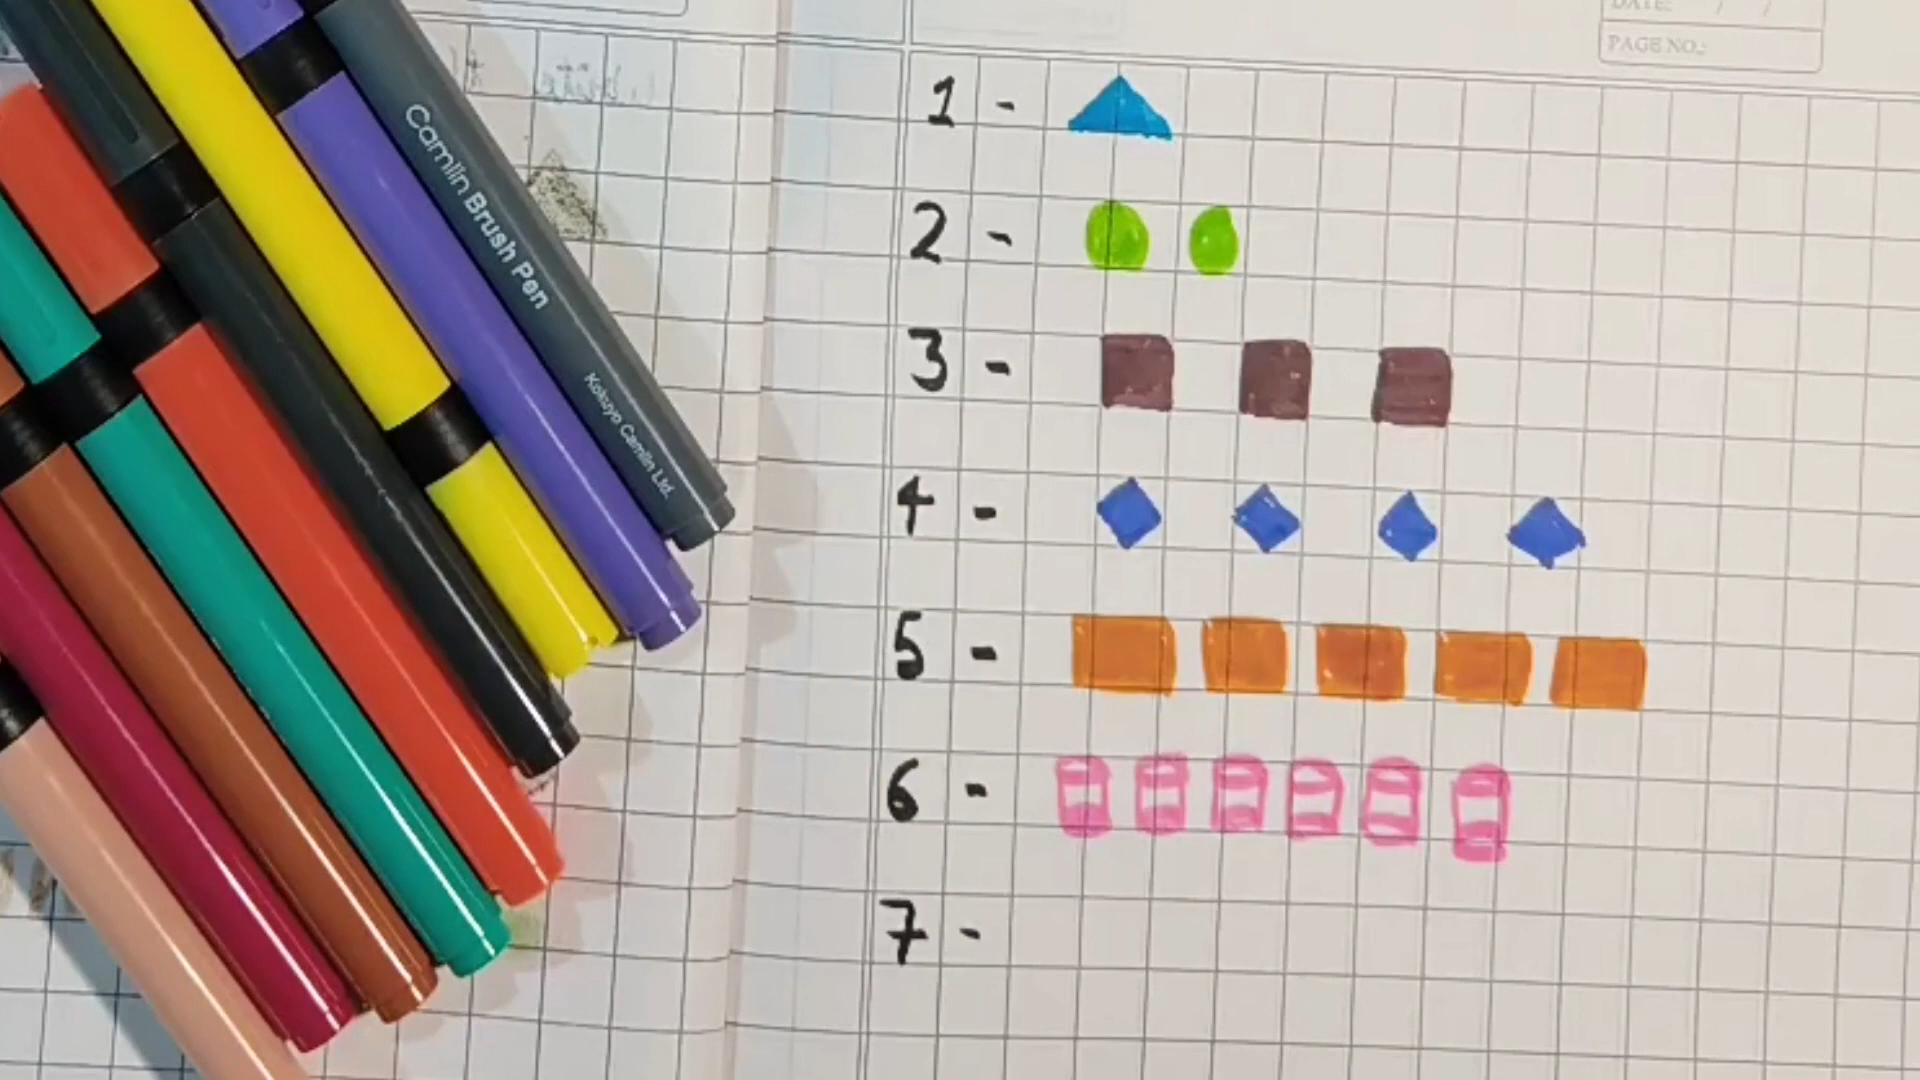 DATE: / /
PAGE NO.:
Camlin Brush Pen
Kokuyo Camlin Ltd.
1 -
2 -
3 -
4 -
5 -
6 -
7 -